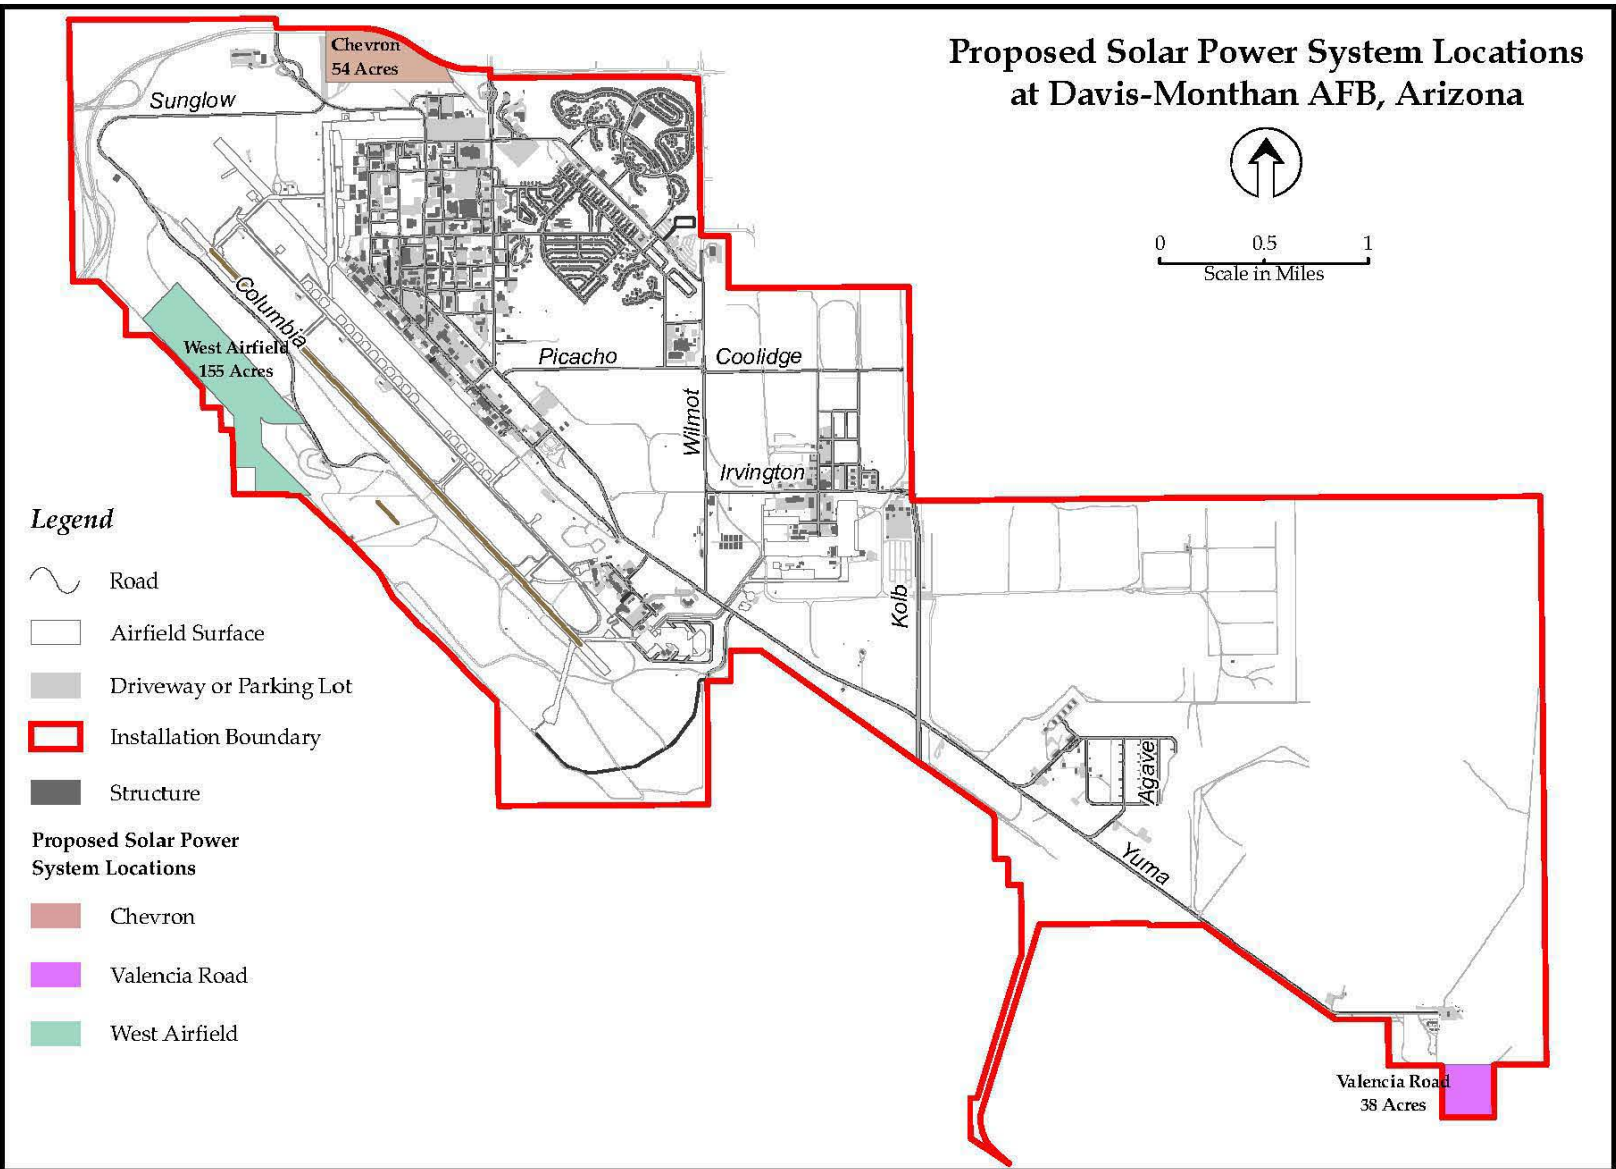 Proposed Solar Power System Locations
at Davis-Monthan AFB, Arizona
0 0.5 1
Scale in Miles
Chevron
54 Acres
Sunglow
Columbia
West Airfield
155 Acres
Picacho
Coolidge
Wilmot
Irvington
Kolb
Agave
Yuma
Valencia Road
38 Acres
Legend
Road
Airfield Surface
Driveway or Parking Lot
Installation Boundary
Structure
Proposed Solar Power
System Locations
Chevron
Valencia Road
West Airfield